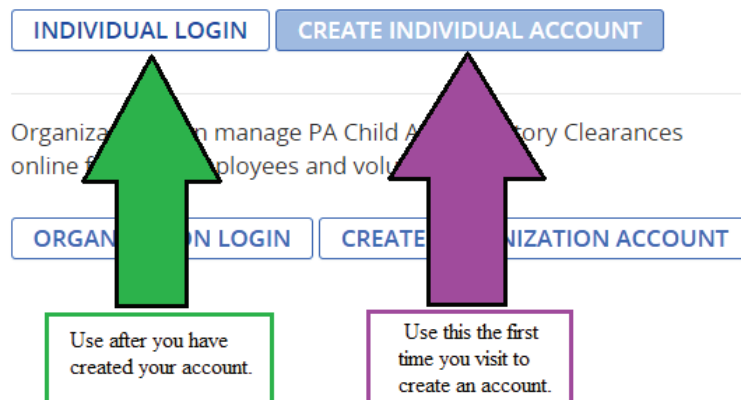 INDIVIDUAL LOGIN CREATE INDIVIDUAL ACCOUNT
Organiza n manage PA Child A tory Clearances
online f ployees and volu
ORGAN ON LOGIN CREATE NIZATION ACCOUNT
Use after you have
created your account.
Use this the first
time you visit to
create an account.